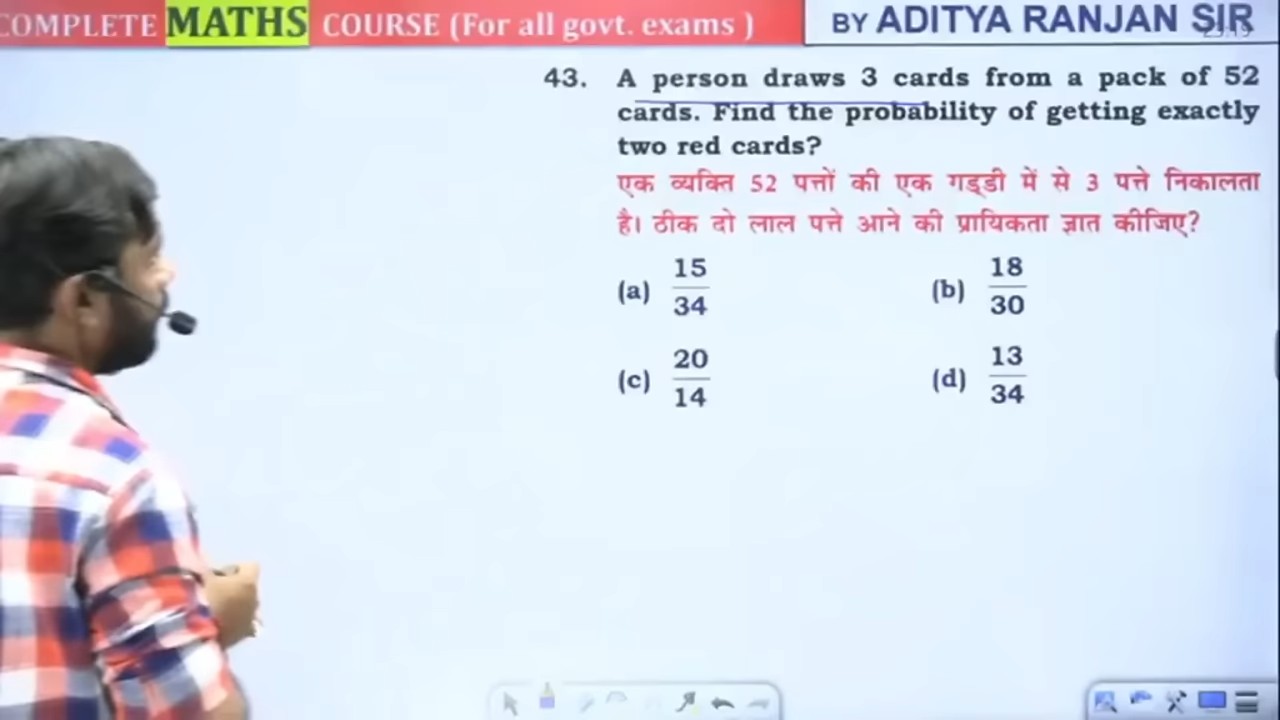 COMPLETE MATHS COURSE (For all govt. exams )
BY ADITYA RANJAN SIR
43. A person draws 3 cards from a pack of 52
cards. Find the probability of getting exactly
two red cards?
एक व्यक्ति 52 पत्तों की एक गड्डी में से 3 पत्ते निकालता
है। ठीक दो लाल पत्ते आने की प्रायिकता ज्ञात कीजिए?
(a) 15/34 (b) 18/30
(c) 20/14 (d) 13/34